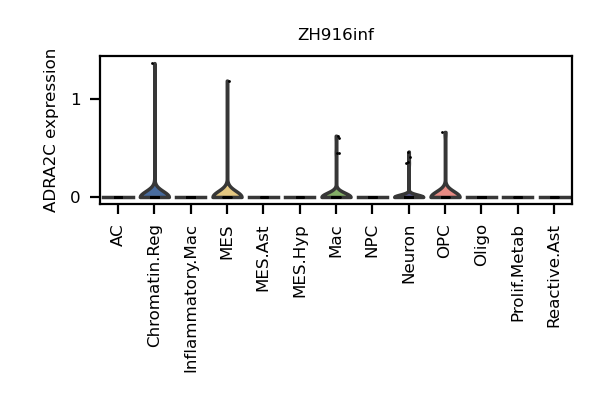 ZH916inf
ADRA2C expression
1
0
AC
Chromatin.Reg
Inflammatory.Mac
MES
MES.Ast
MES.Hyp
Mac
NPC
Neuron
OPC
Oligo
Prolif.Metab
Reactive.Ast